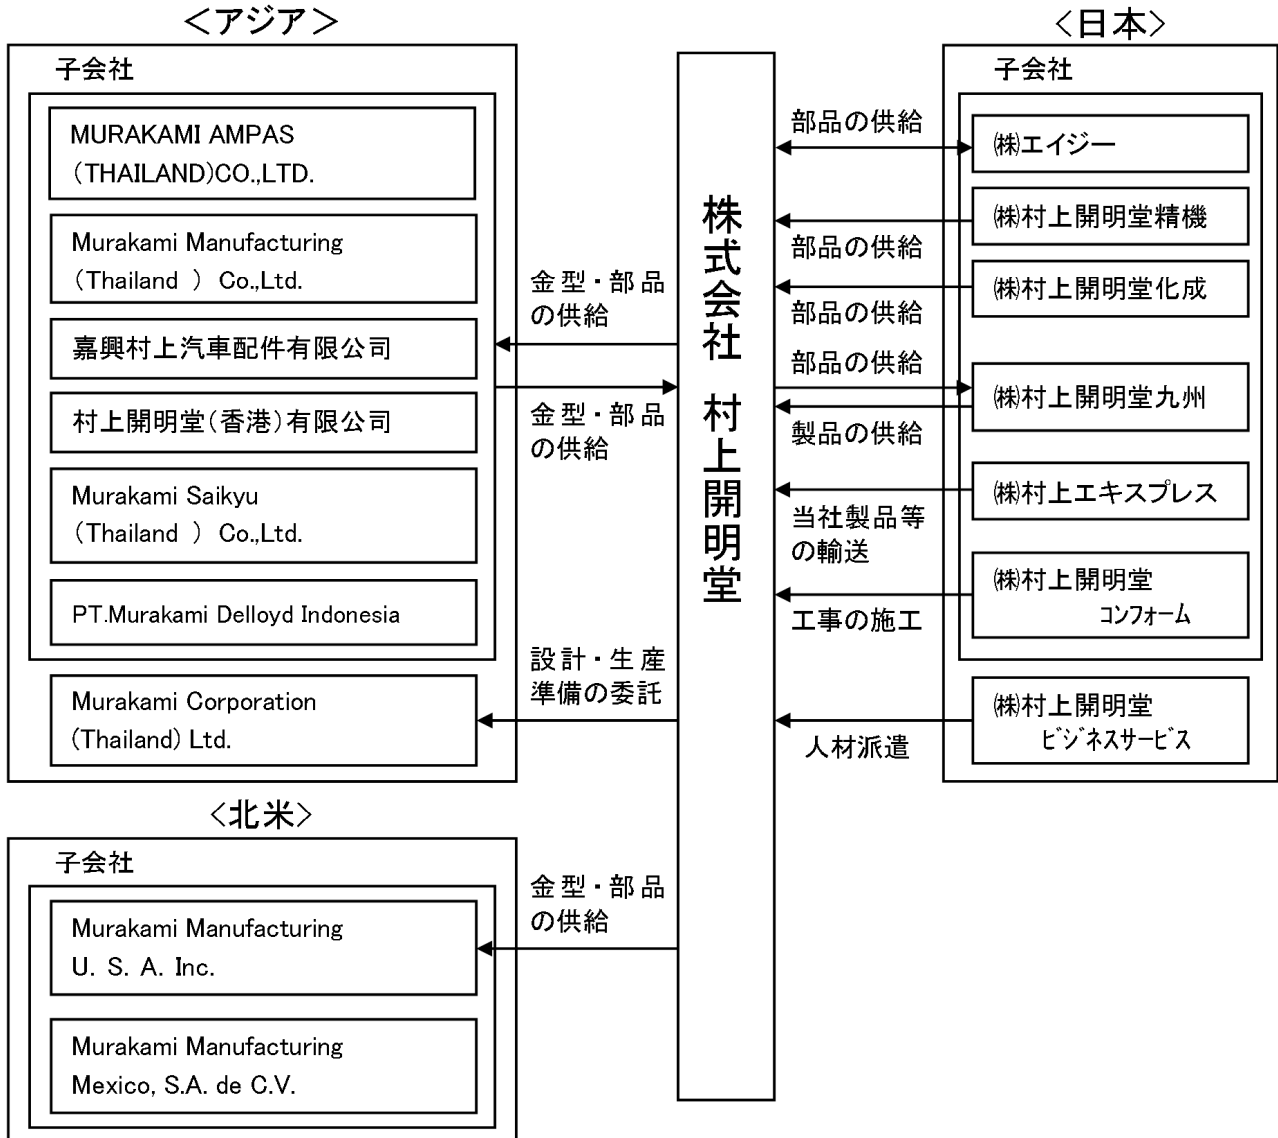 ＜アジア＞
子会社
MURAKAMI AMPAS
（THAILAND)CO.,LTD.
Murakami Manufacturing
（Thailand ） Co.,Ltd.
嘉興村上汽車配件有限公司
村上開明堂(香港)有限公司
Murakami Saikyu
（Thailand ） Co.,Ltd.
PT.Murakami Delloyd Indonesia
Murakami Corporation
(Thailand) Ltd.
＜北米＞
子会社
Murakami Manufacturing
U. S. A. Inc.
Murakami Manufacturing
Mexico, S.A. de C.V.
金型・部品
の供給
金型・部品
の供給
設計・生産
準備の委託
金型・部品
の供給
株式会社 村上開明堂
部品の供給
部品の供給
部品の供給
部品の供給
製品の供給
当社製品等
の輸送
工事の施工
人材派遣
＜日本＞
子会社
㈱エイジー
㈱村上開明堂精機
㈱村上開明堂化成
㈱村上開明堂九州
㈱村上エキスプレス
㈱村上開明堂
コンフォーム
㈱村上開明堂
ﾋﾞｼﾞﾈｽｻｰﾋﾞｽ